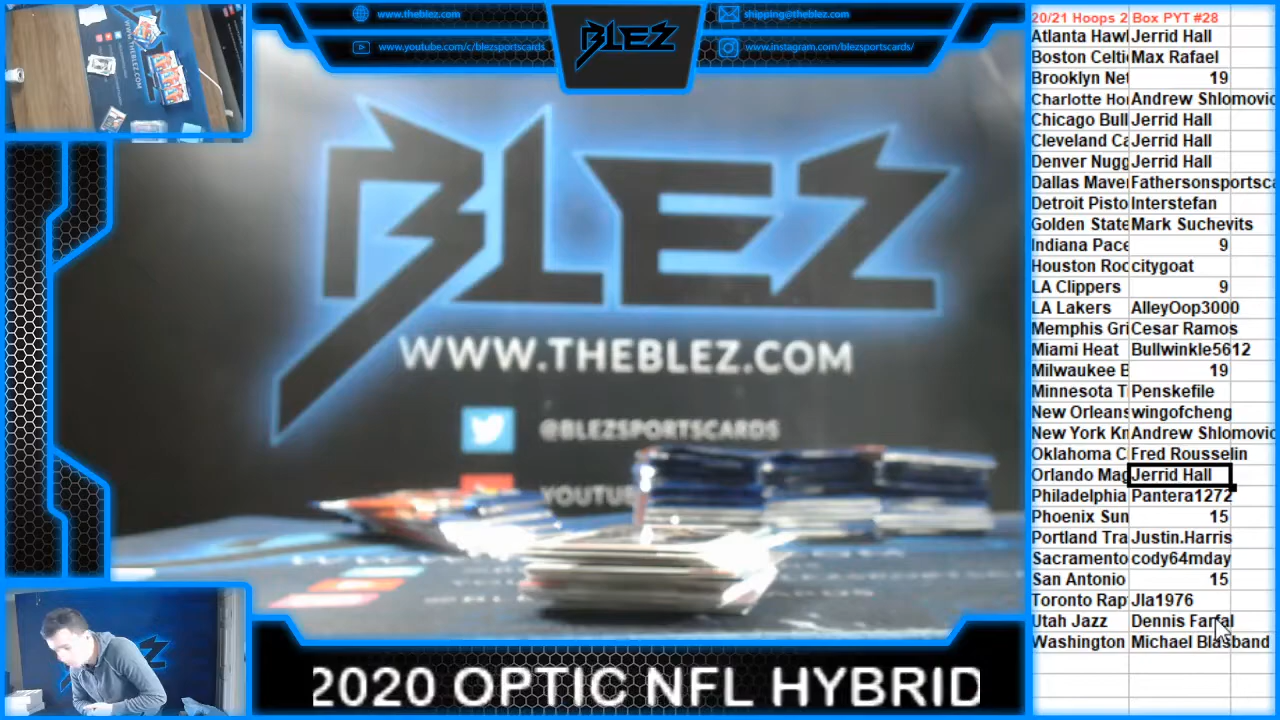 www.theblez.com
www.youtube.com/c/blezsportscards
BLEZ
shipping@theblez.com
www.instagram.com/blezsportscards/
BLEZ
WWW.THEBLEZ.COM
@BLEZSPORTSCARDS
YOUTU
2020 OPTIC NFL HYBRID
20/21 Hoops 2 Box PYT #28
Atlanta Hawl Jerrid Hall
Boston Celti Max Rafael
Brooklyn Net 19
Charlotte Ho Andrew Shlomovic
Chicago Bull Jerrid Hall
Cleveland Ca Jerrid Hall
Denver Nugg Jerrid Hall
Dallas Maver Fathersonsportsca
Detroit Pisto Interstefan
Golden State Mark Suchevits
Indiana Pace 9
Houston Roc citygoat
LA Clippers 9
LA Lakers AlleyOop3000
Memphis Gri Cesar Ramos
Miami Heat Bullwinkle5612
Milwaukee B 19
Minnesota T Penskefile
New Orleans wingofcheng
New York Kn Andrew Shlomovic
Oklahoma C Fred Rousselin
Orlando Mag Jerrid Hall
Philadelphia Pantera1272
Phoenix Sun 15
Portland Tra Justin.Harris
Sacramento cody64mday
San Antonio 15
Toronto Rap Jla1976
Utah Jazz Dennis Farfal
Washington Michael Blasband